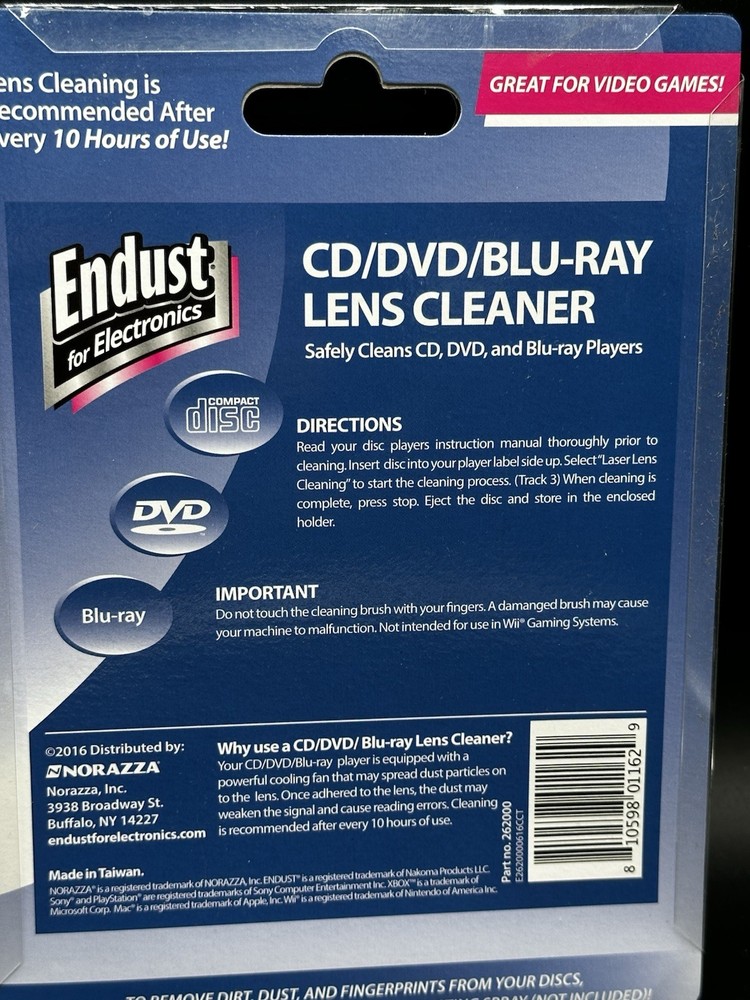 ens Cleaning is
ecommended After
very 10 Hours of Use!
GREAT FOR VIDEO GAMES!
Endust®
for Electronics
CD/DVD/BLU-RAY
LENS CLEANER
Safely Cleans CD, DVD, and Blu-ray Players
COMPACT
disc
DVD
Blu-ray
DIRECTIONS
Read your disc players instruction manual thoroughly prior to
cleaning. Insert disc into your player label side up. Select "Laser Lens
Cleaning" to start the cleaning process. (Track 3) When cleaning is
complete, press stop. Eject the disc and store in the enclosed
holder.
IMPORTANT
Do not touch the cleaning brush with your fingers. A damanged brush may cause
your machine to malfunction. Not intended for use in Wii® Gaming Systems.
©2016 Distributed by:
NORAZZA®
Norazza, Inc.
3938 Broadway St.
Buffalo, NY 14227
endustforelectronics.com
Why use a CD/DVD/ Blu-ray Lens Cleaner?
Your CD/DVD/Blu-ray player is equipped with a
powerful cooling fan that may spread dust particles on
to the lens. Once adhered to the lens, the dust may
weaken the signal and cause reading errors. Cleaning
is recommended after every 10 hours of use.
Part no. 262000
E2620000616CCT
8 10598 01162 9
Made in Taiwan.
NORAZZA® is a registered trademark of NORAZZA, Inc. ENDUST® is a registered trademark of Nakoma Products LLC.
Sony® and PlayStation® are registered trademarks of Sony Computer Entertainment Inc. XBOX™ is a trademark of
Microsoft Corp. Mac® is a registered trademark of Apple, Inc. Wii® is a registered trademark of Nintendo of America Inc.
TO REMOVE DIRT, DUST, AND FINGERPRINTS FROM YOUR DISCS,
SPRAY (NOT INCLUDED)!